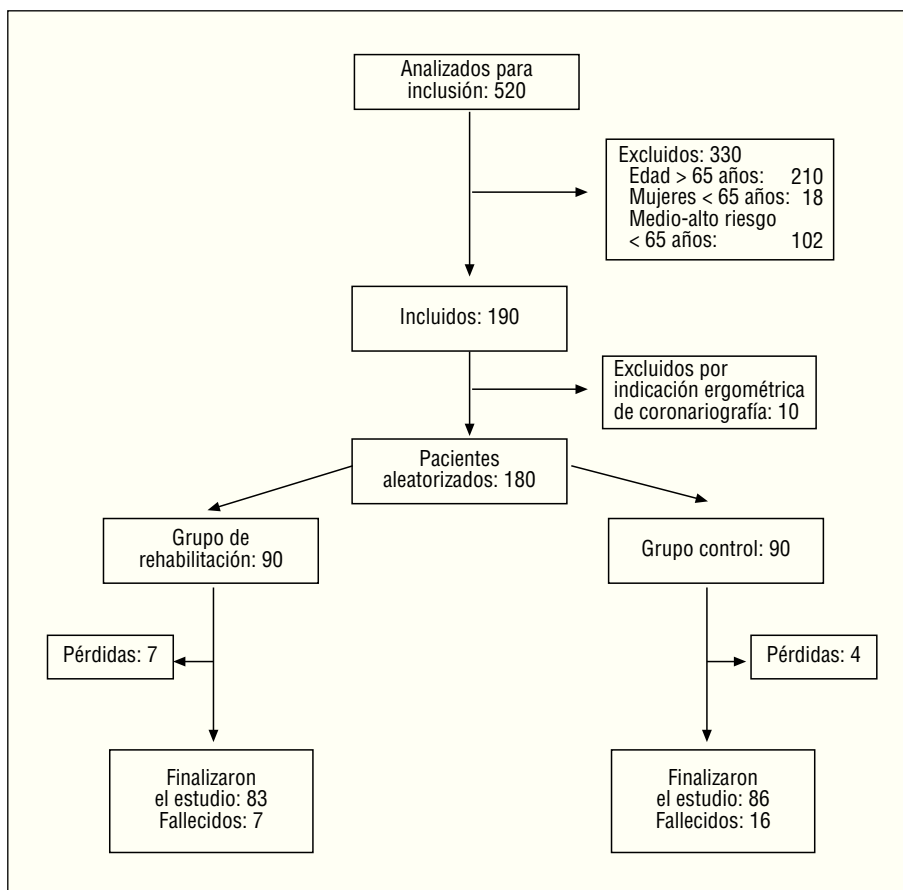 Analizados para
inclusión: 520
Excluidos: 330
Edad > 65 años: 210
Mujeres < 65 años: 18
Medio-alto riesgo
< 65 años: 102
Incluidos: 190
Excluidos por
indicación ergométrica
de coronariografía: 10
Pacientes
aleatorizados: 180
Grupo de
rehabilitación: 90
Grupo control: 90
Pérdidas: 7
Pérdidas: 4
Finalizaron
el estudio: 83
Fallecidos: 7
Finalizaron
el estudio: 86
Fallecidos: 16